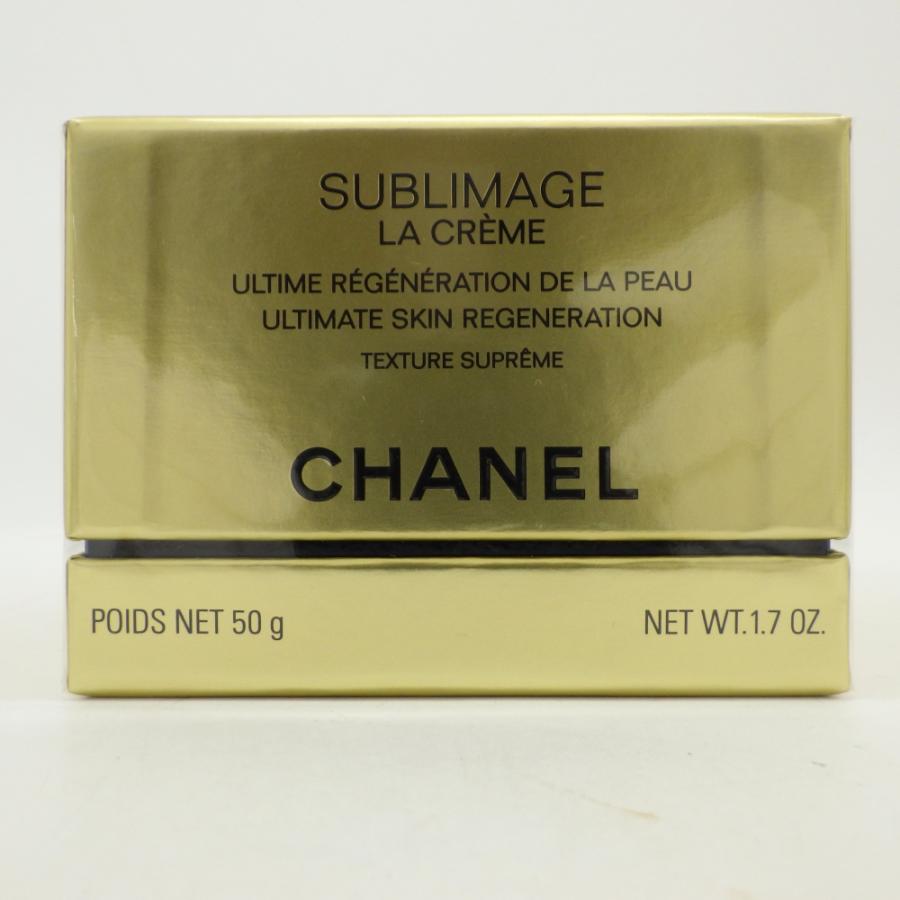 SUBLIMAGE
LA CRÈME
ULTIME RÉGÉNÉRATION DE LA PEAU
ULTIMATE SKIN REGENERATION
TEXTURE SUPRÊME
CHANEL
POIDS NET 50 g NET WT.1.7 OZ.